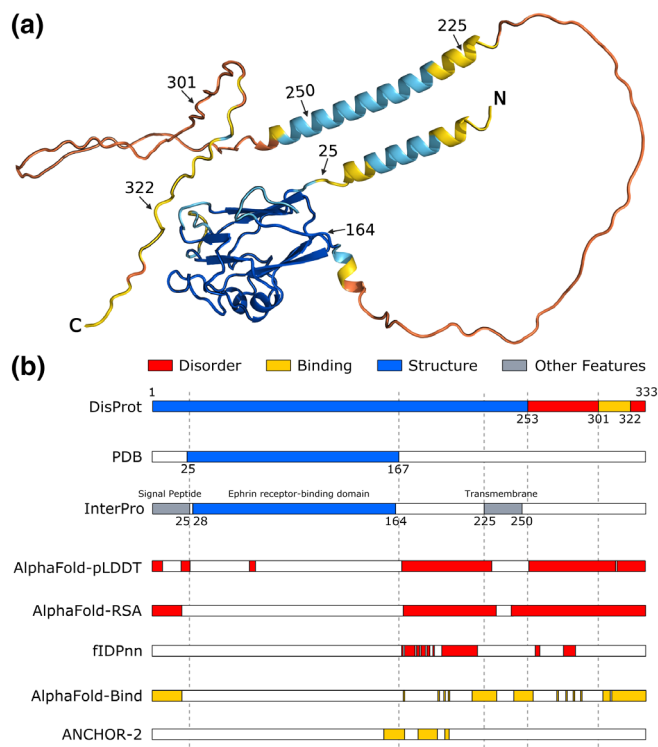 (a)
225
301
250
N
25
322
164
C
(b)
Disorder Binding Structure Other Features
1 333
DisProt
253 301 322
PDB
25 167
Signal Peptide Ephrin receptor-binding domain Transmembrane
InterPro
25 28 164 225 250
AlphaFold-pLDDT
AlphaFold-RSA
fIDPnn
AlphaFold-Bind
ANCHOR-2